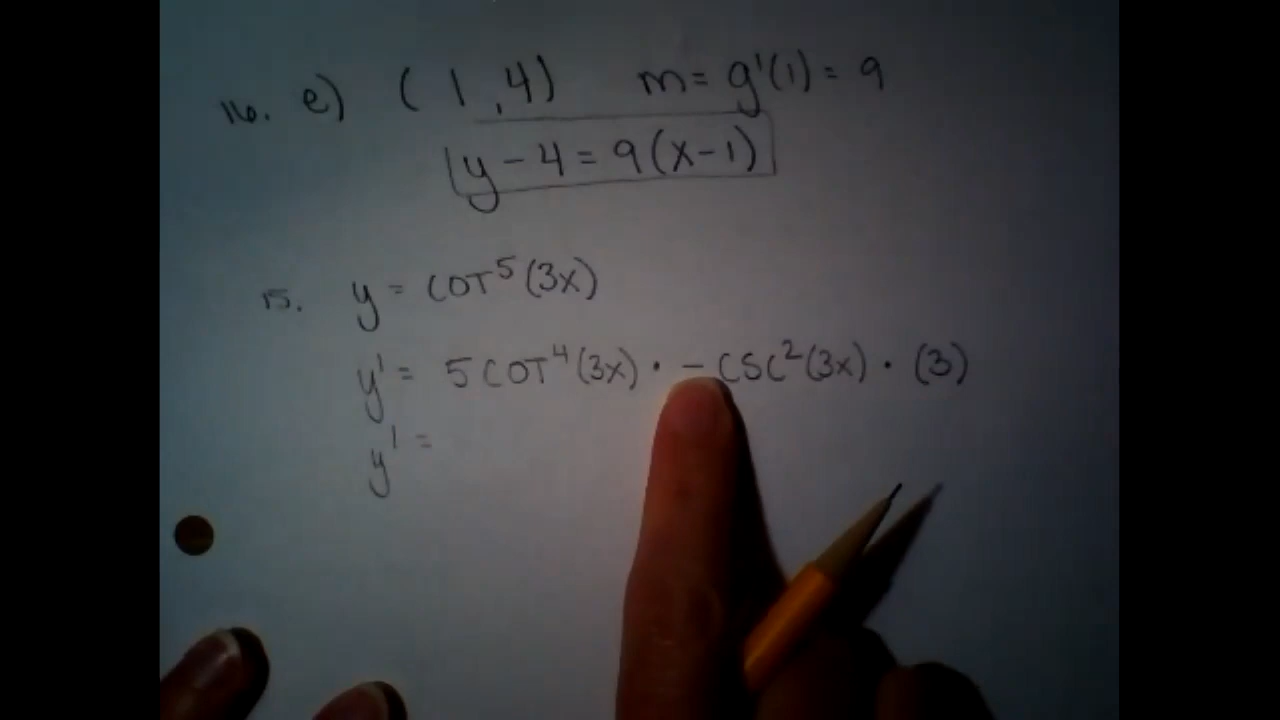 16. e) (1,4) m = g'(1) = 9
y - 4 = 9(x-1)
15. y = COT⁵(3x)
y' = 5COT⁴(3x) · -CSC²(3x) · (3)
y' =